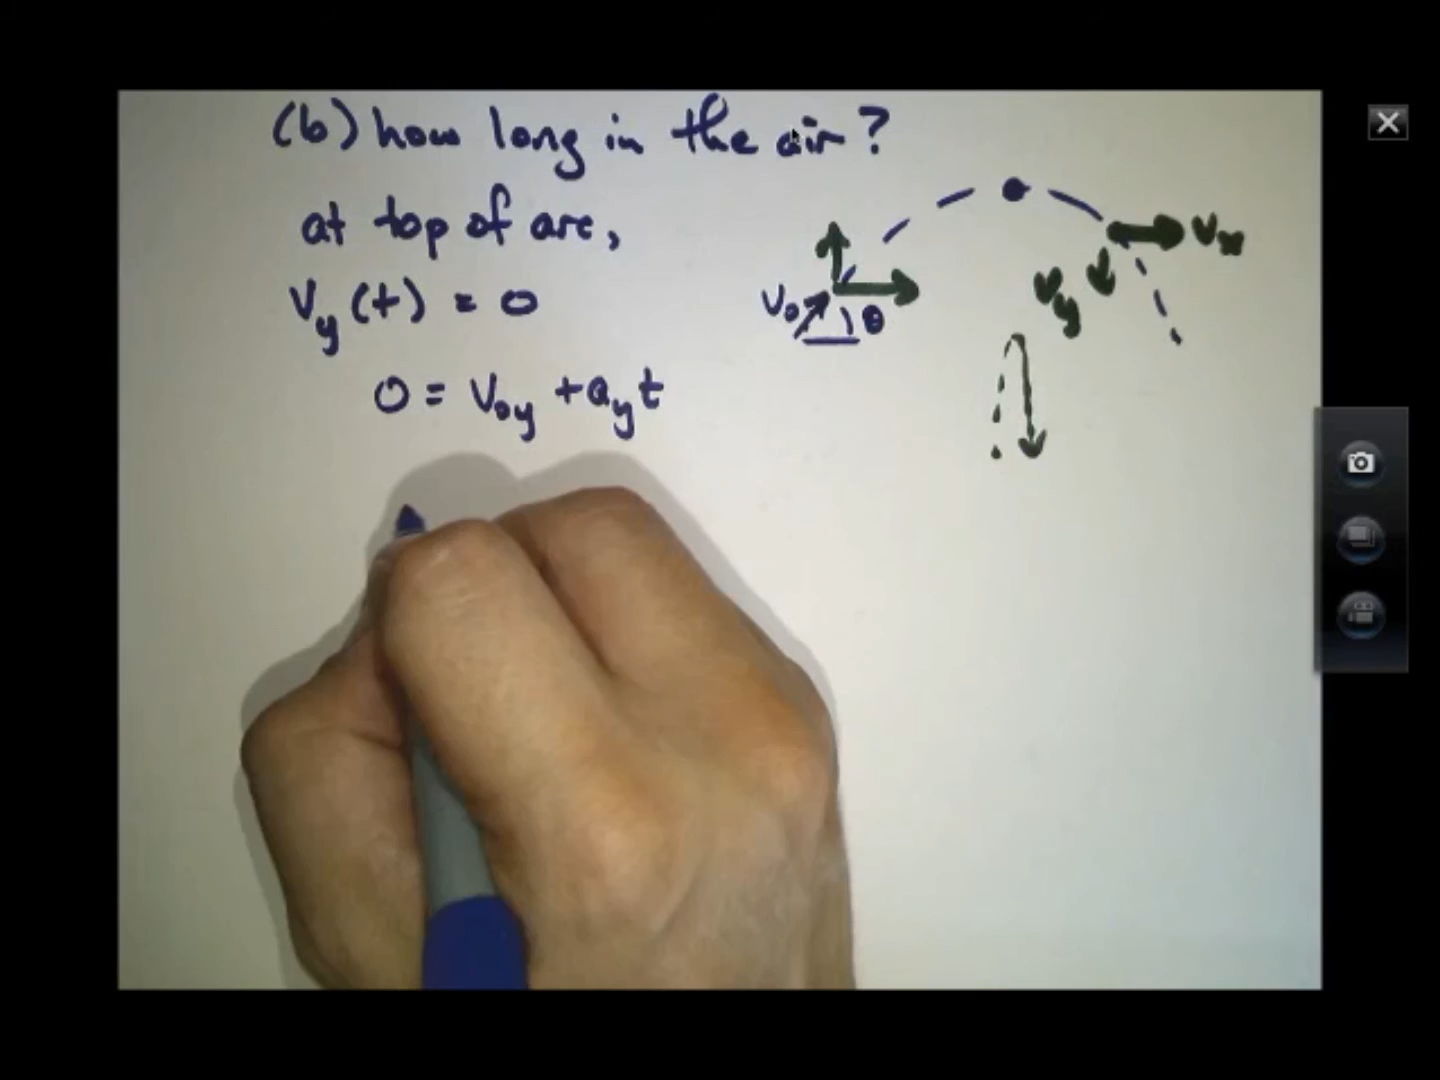 (b) how long in the air?
at top of arc,
Vy(t) = 0
0 = Voy + ayt
Vo
θ
Vx
Vy